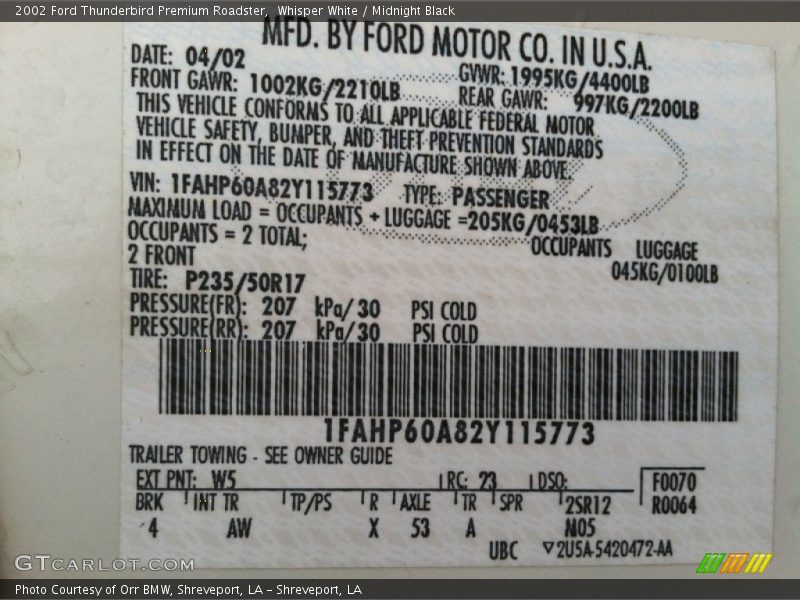 2002 Ford Thunderbird Premium Roadster, Whisper White / Midnight Black
MFD. BY FORD MOTOR CO. IN U.S.A.
DATE: 04/02 GVWR: 1995KG/4400LB
FRONT GAWR: 1002KG/2210LB REAR GAWR: 997KG/2200LB
THIS VEHICLE CONFORMS TO ALL APPLICABLE FEDERAL MOTOR
VEHICLE SAFETY, BUMPER, AND THEFT PREVENTION STANDARDS
IN EFFECT ON THE DATE OF MANUFACTURE SHOWN ABOVE.
VIN: 1FAHP60A82Y115773 TYPE: PASSENGER
MAXIMUM LOAD = OCCUPANTS + LUGGAGE =205KG/0453LB
OCCUPANTS = 2 TOTAL; OCCUPANTS LUGGAGE
2 FRONT 045KG/0100LB
TIRE: P235/50R17
PRESSURE(FR): 207 kPa/30 PSI COLD
PRESSURE(RR): 207 kPa/30 PSI COLD
1FAHP60A82Y115773
TRAILER TOWING - SEE OWNER GUIDE
EXT PNT: W5 RC: 23 DSO: F0070
BRK INT TR TP/PS R AXLE TR SPR 2SR12 R0064
4 AW X 53 A M05
UBC 2U5A-5420472-AA
GTCARLOT.COM
Photo Courtesy of Orr BMW, Shreveport, LA – Shreveport, LA